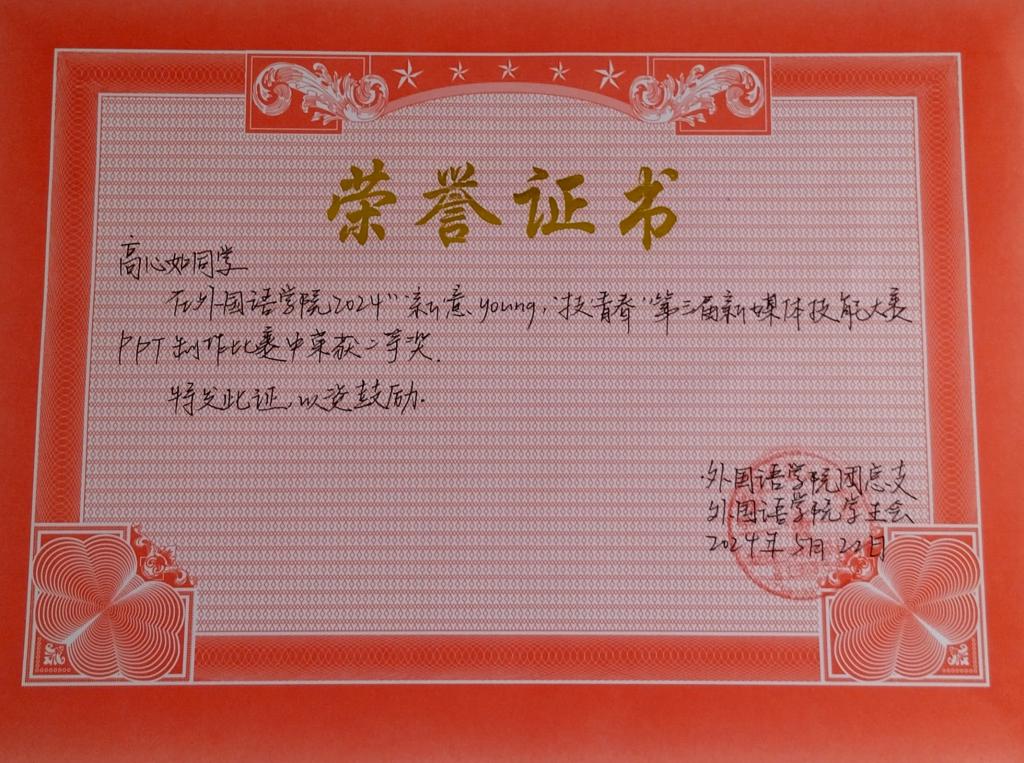 荣誉证书
高心如同学
在外国语学院2024"新意young,技青春"第三届新媒体技能大赛
PPT制作比赛中荣获二等奖.
特发此证,以资鼓励.
外国语学院团总支
外国语学院学生会
2024年5月22日